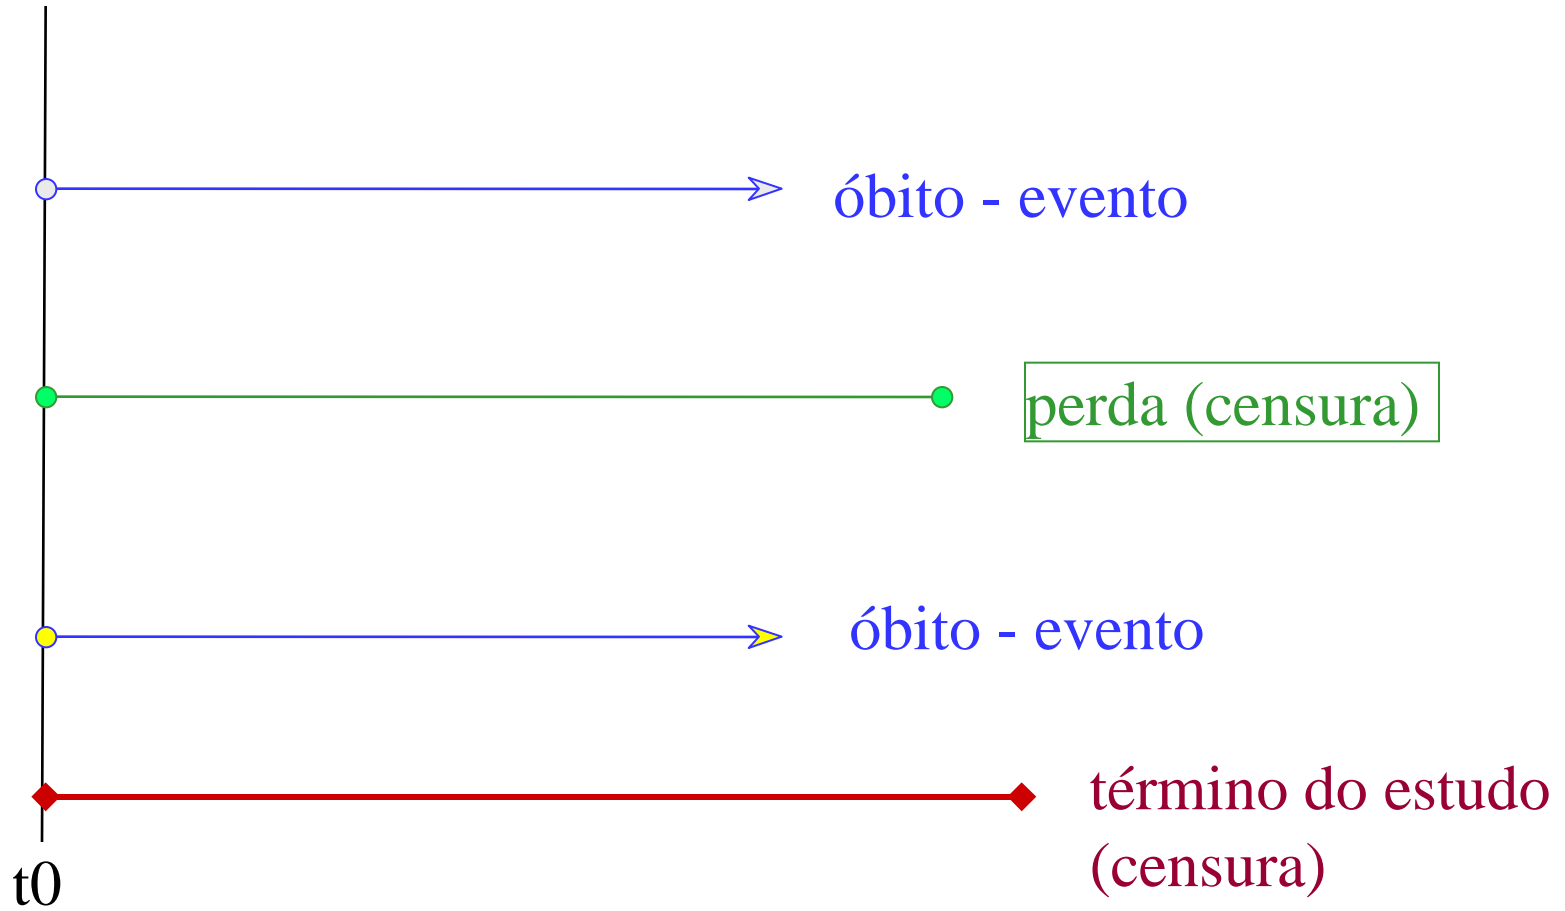 óbito - evento
perda (censura)
óbito - evento
término do estudo
(censura)
t0